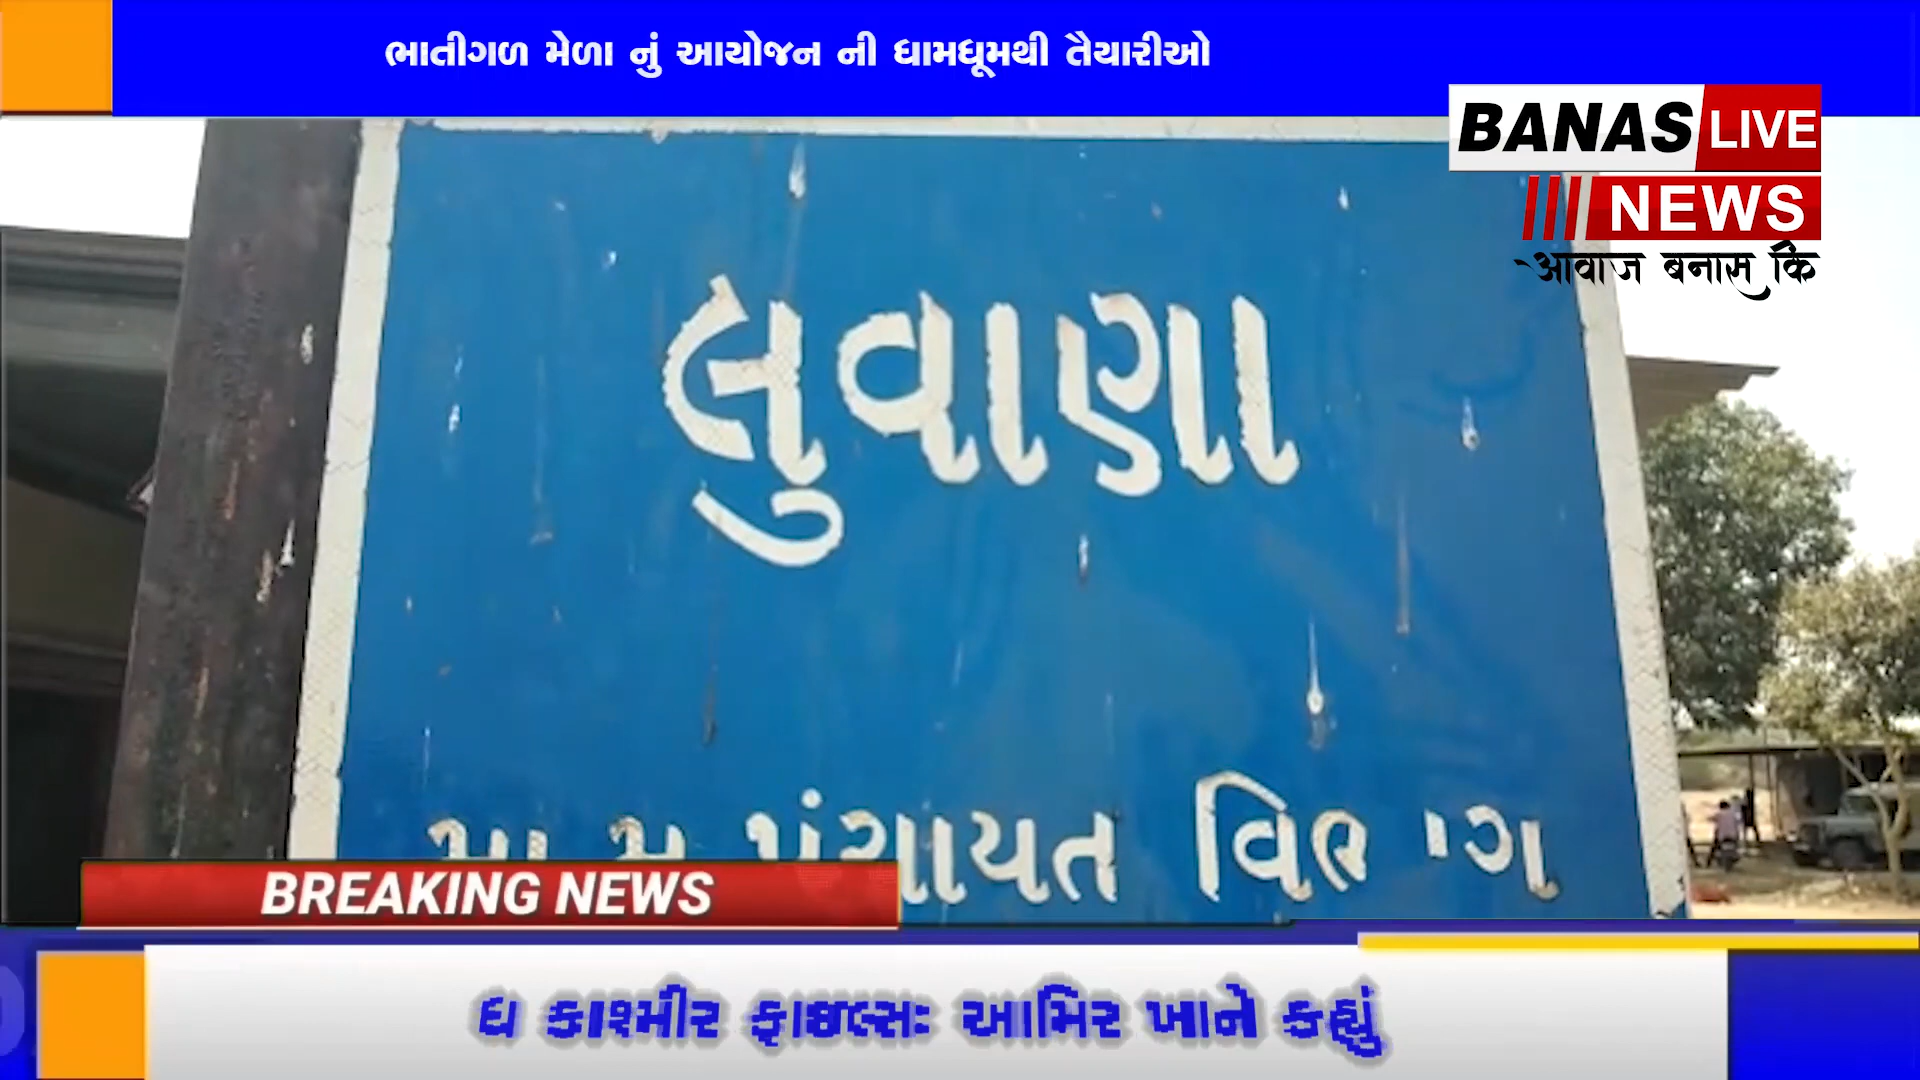 ભાતીગળ મેળા નું આયોજન ની ધામધૂમથી તૈયારીઓ
BANAS LIVE
NEWS
आवाज बनास कि
લુવાણા
પંચાયત વિભાગ
BREAKING NEWS
ધ કાશ્મીર ફાઇલ્સઃ આમિર ખાને કહ્યું